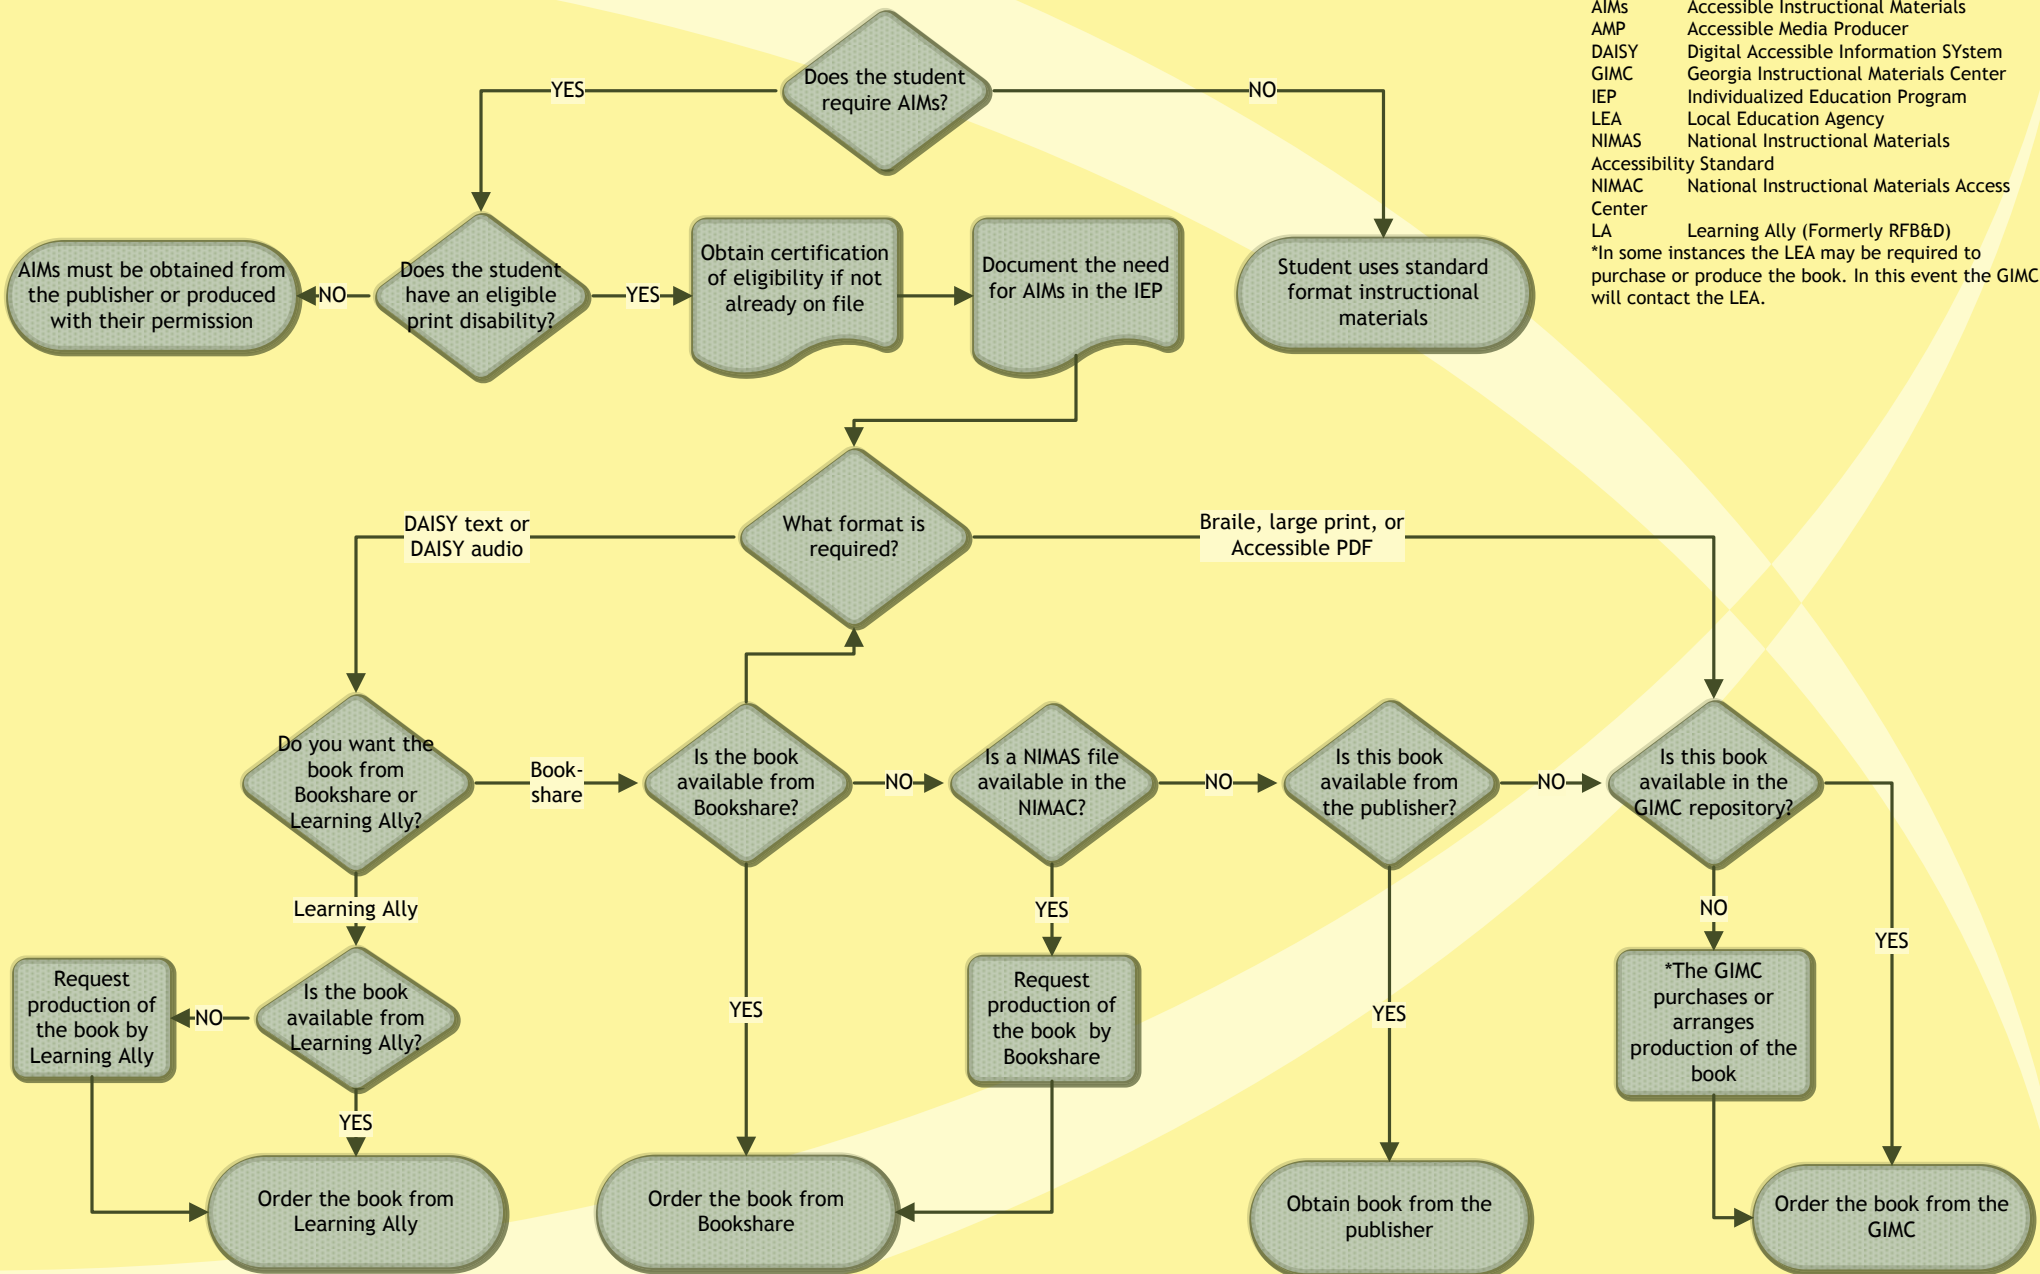 AIMs Accessible Instructional Materials
AMP Accessible Media Producer
DAISY Digital Accessible Information SYstem
GIMC Georgia Instructional Materials Center
IEP Individualized Education Program
LEA Local Education Agency
NIMAS National Instructional Materials
Accessibility Standard
NIMAC National Instructional Materials Access
Center
LA Learning Ally (Formerly RFB&D)
*In some instances the LEA may be required to
purchase or produce the book. In this event the GIMC
will contact the LEA.
Does the student
require AIMs?
YES
NO
AIMs must be obtained from
the publisher or produced
with their permission
NO
Does the student
have an eligible
print disability?
YES
Obtain certification
of eligibility if not
already on file
Document the need
for AIMs in the IEP
Student uses standard
format instructional
materials
What format is
required?
DAISY text or
DAISY audio
Braile, large print, or
Accessible PDF
Do you want the
book from
Bookshare or
Learning Ally?
Book-
share
Is the book
available from
Bookshare?
NO
Is a NIMAS file
available in the
NIMAC?
NO
Is this book
available from
the publisher?
NO
Is this book
available in the
GIMC repository?
Learning Ally
YES
NO
YES
Request
production of
the book by
Learning Ally
NO
Is the book
available from
Learning Ally?
YES
Request
production of
the book by
Bookshare
YES
*The GIMC
purchases or
arranges
production of the
book
YES
Order the book from
Learning Ally
Order the book from
Bookshare
Obtain book from the
publisher
Order the book from the
GIMC